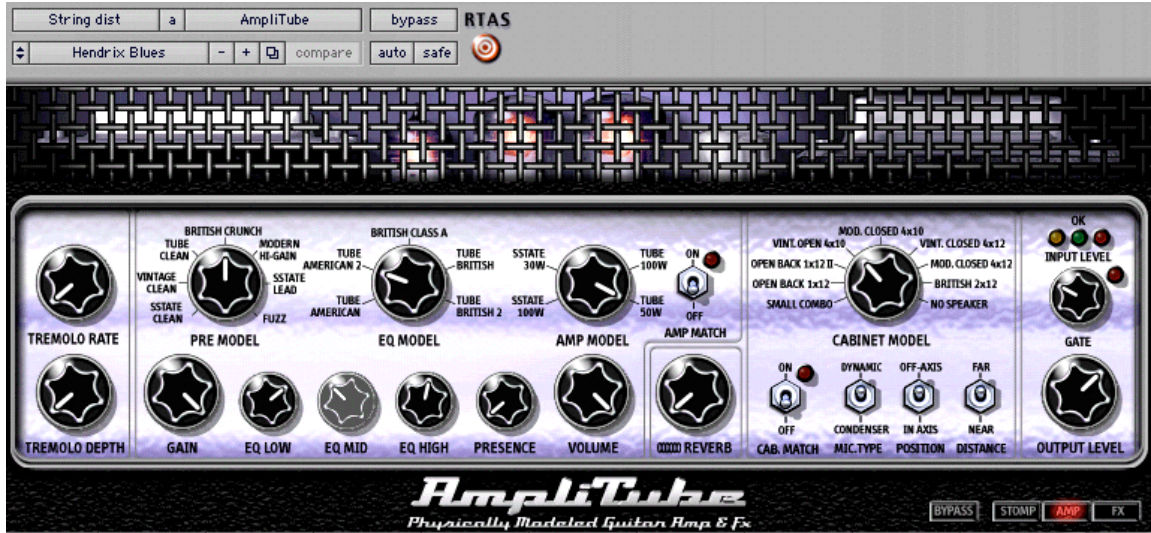 String dist a AmpliTube bypass RTAS
Hendrix Blues - + compare auto safe
OK
INPUT LEVEL
BRITISH CRUNCH
TUBE CLEAN
MODERN HI-GAIN
VINTAGE CLEAN
SSTATE LEAD
SSTATE CLEAN
FUZZ
BRITISH CLASS A
TUBE AMERICAN 2
TUBE BRITISH
TUBE AMERICAN
TUBE BRITISH 2
SSTATE 30W
TUBE 100W
SSTATE 100W
TUBE 50W
ON
OFF
AMP MATCH
MOD. CLOSED 4x10
VINT. OPEN 4x10
VINT. CLOSED 4x12
OPEN BACK 1x12 II
MOD. CLOSED 4x12
OPEN BACK 1x12
BRITISH 2x12
SMALL COMBO
NO SPEAKER
TREMOLO RATE
PRE MODEL
EQ MODEL
AMP MODEL
CABINET MODEL
GATE
ON
OFF
DYNAMIC
CONDENSER
OFF-AXIS
IN AXIS
FAR
NEAR
TREMOLO DEPTH
GAIN
EQ LOW
EQ MID
EQ HIGH
PRESENCE
VOLUME
REVERB
CAB. MATCH
MIC.TYPE
POSITION
DISTANCE
OUTPUT LEVEL
AmpliTube
Physically Modeled Guitar Amp & Fx
BYPASS STOMP AMP FX